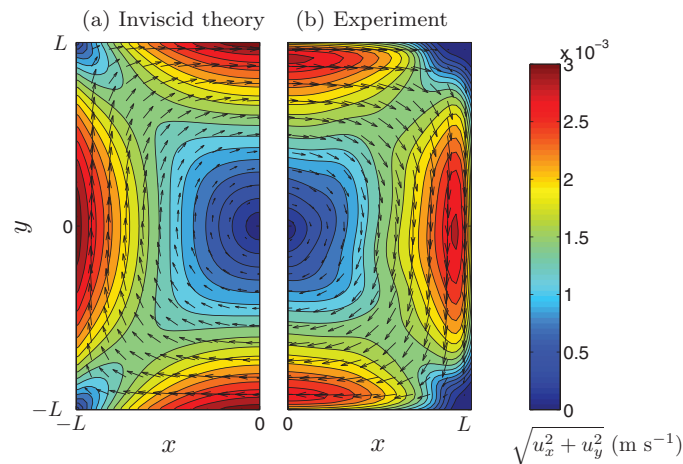 (a) Inviscid theory (b) Experiment
L
y
0
−L
−L
0
x
0
L
x
x 10⁻³
3
2.5
2
1.5
1
0.5
0
√(u_x² + u_y²) (m s⁻¹)